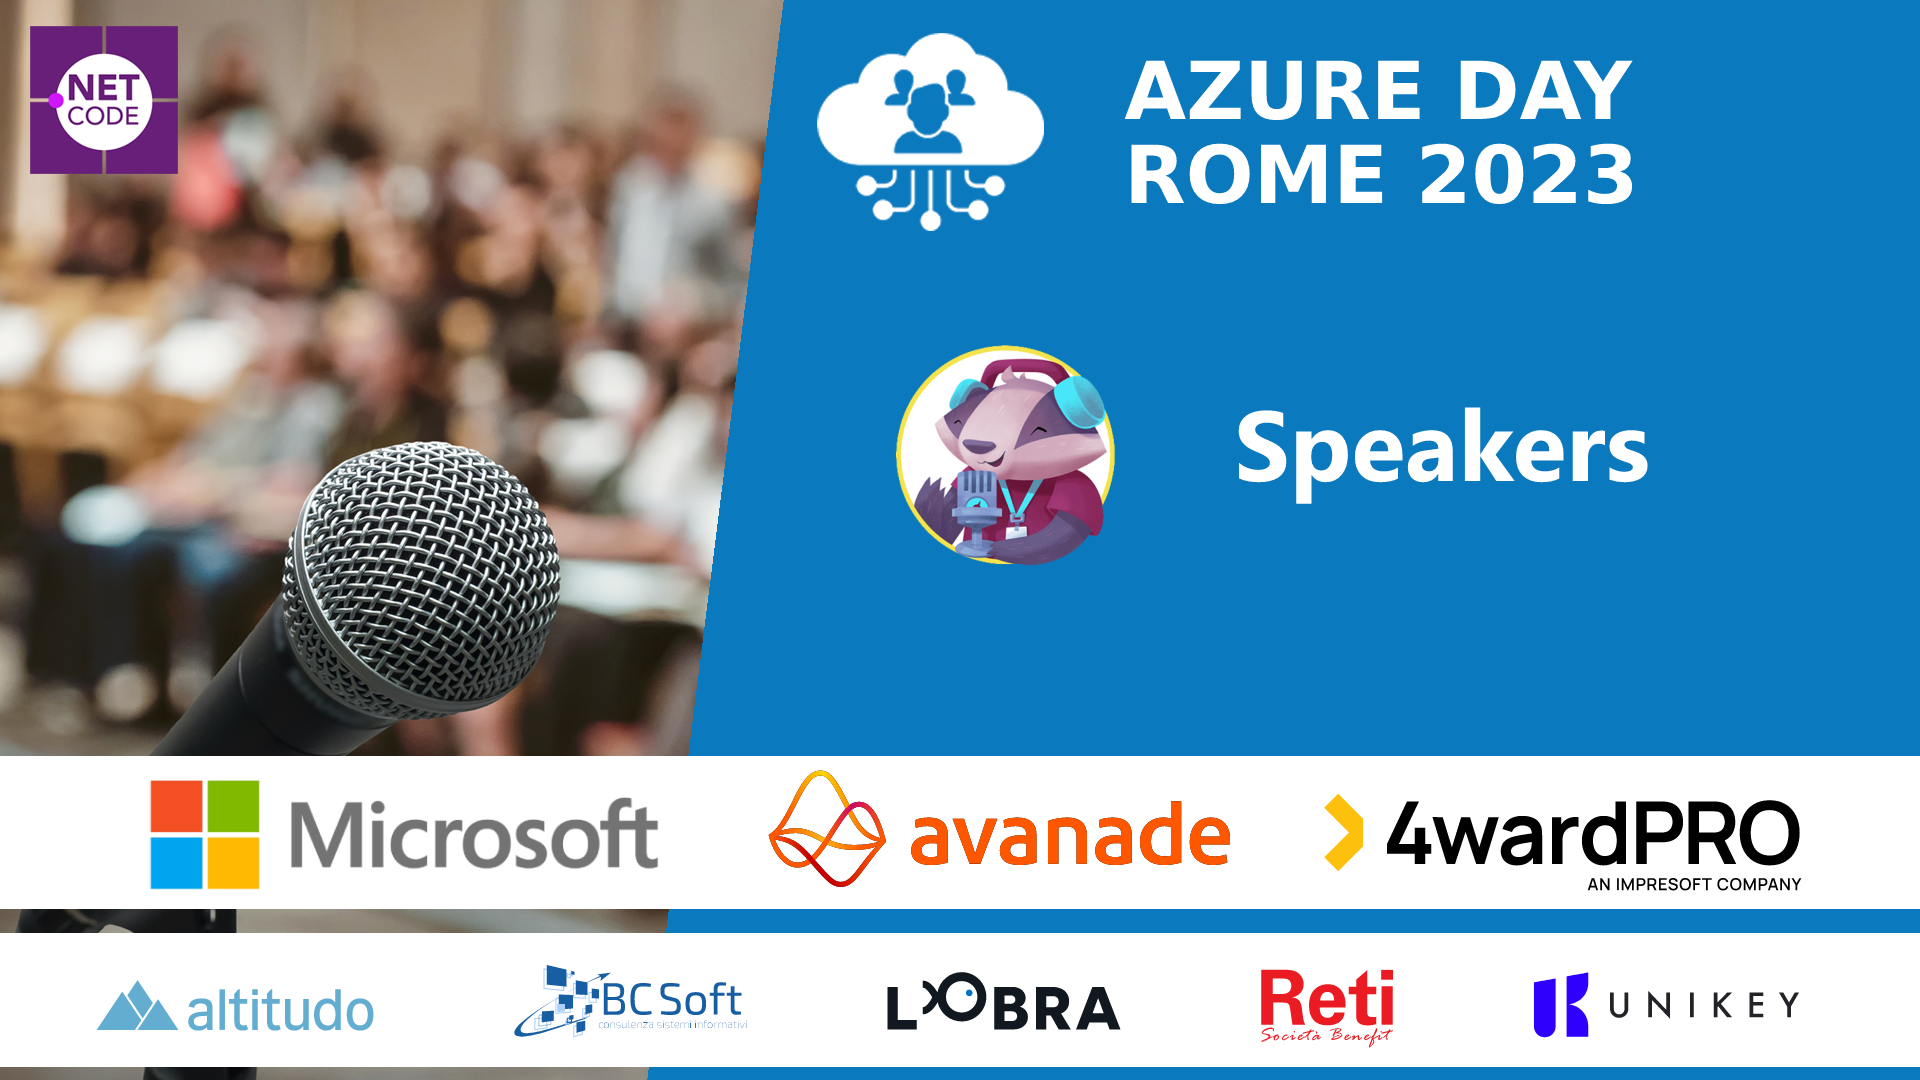 NET
CODE
AZURE DAY
ROME 2023
Speakers
Microsoft
avanade
4wardPRO
AN IMPRESOFT COMPANY
altitudo
BC Soft
consulenza sistemi informativi
LOBRA
Reti
Società Benefit
UNIKEY